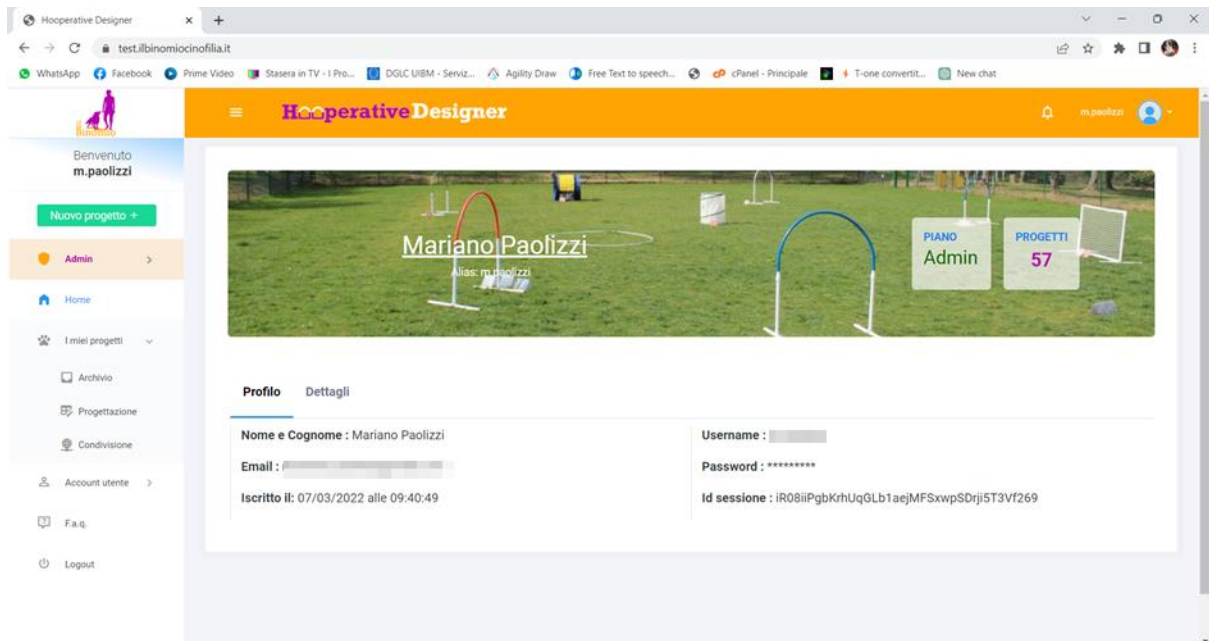 Hooperative Designer
test.ilbinomiocinofilia.it
WhatsApp Facebook Prime Video Stasera in TV - I Pro... DGLC UIBM - Serviz... Agility Draw Free Text to speech... cPanel - Principale T-one convertit... New chat
ilBinomio
HooperativeDesigner
m.paolizzi
Benvenuto
m.paolizzi
Nuovo progetto +
Admin
Home
I miei progetti
Archivio
Progettazione
Condivisione
Account utente
F.a.q.
Logout
Mariano Paolizzi
Alias: m.paolizzi
PIANO
Admin
PROGETTI
57
Profilo Dettagli
Nome e Cognome : Mariano Paolizzi
Email :
Iscritto il: 07/03/2022 alle 09:40:49
Username :
Password : *********
Id sessione : iR08iiPgbKrhUqGLb1aejMFSxwpSDrji5T3Vf269